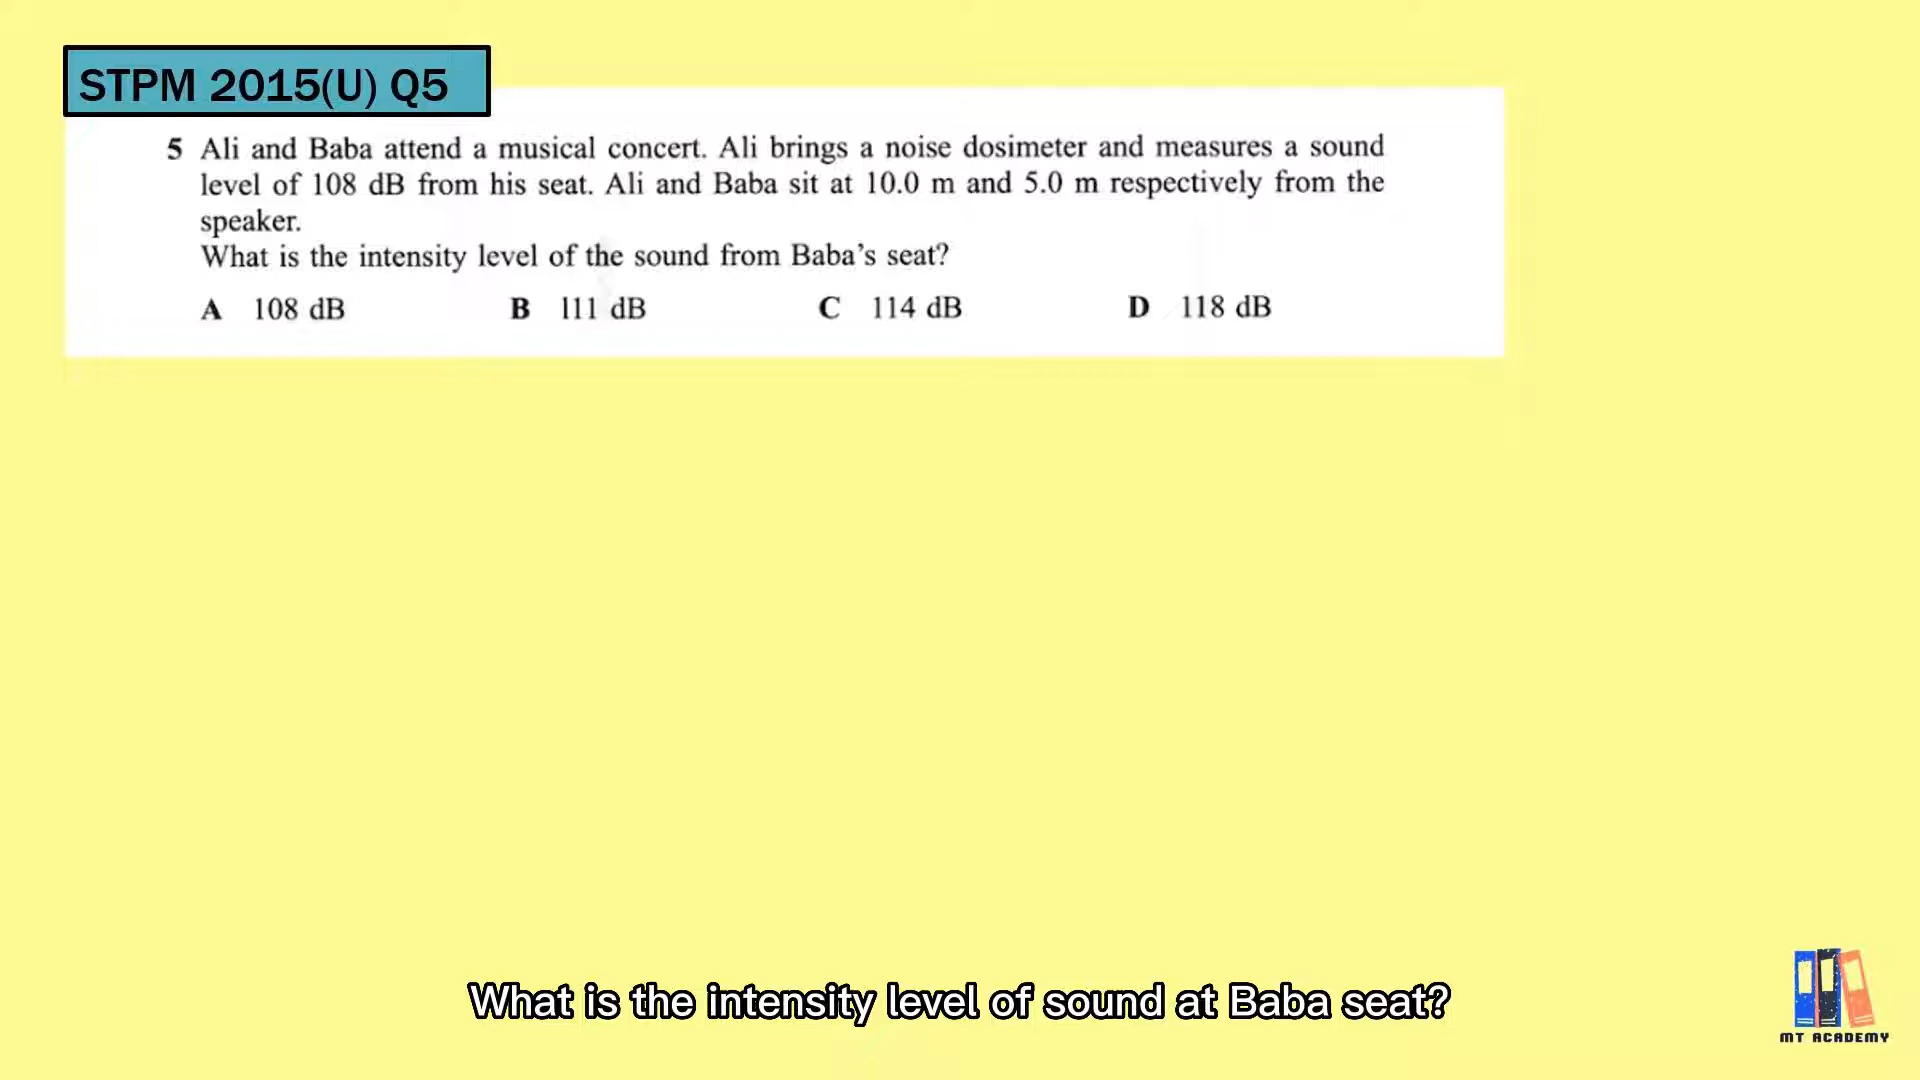 STPM 2015(U) Q5
5 Ali and Baba attend a musical concert. Ali brings a noise dosimeter and measures a sound
level of 108 dB from his seat. Ali and Baba sit at 10.0 m and 5.0 m respectively from the
speaker.
What is the intensity level of the sound from Baba's seat?
A 108 dB B 111 dB C 114 dB D 118 dB
What is the intensity level of sound at Baba seat?
MT ACADEMY